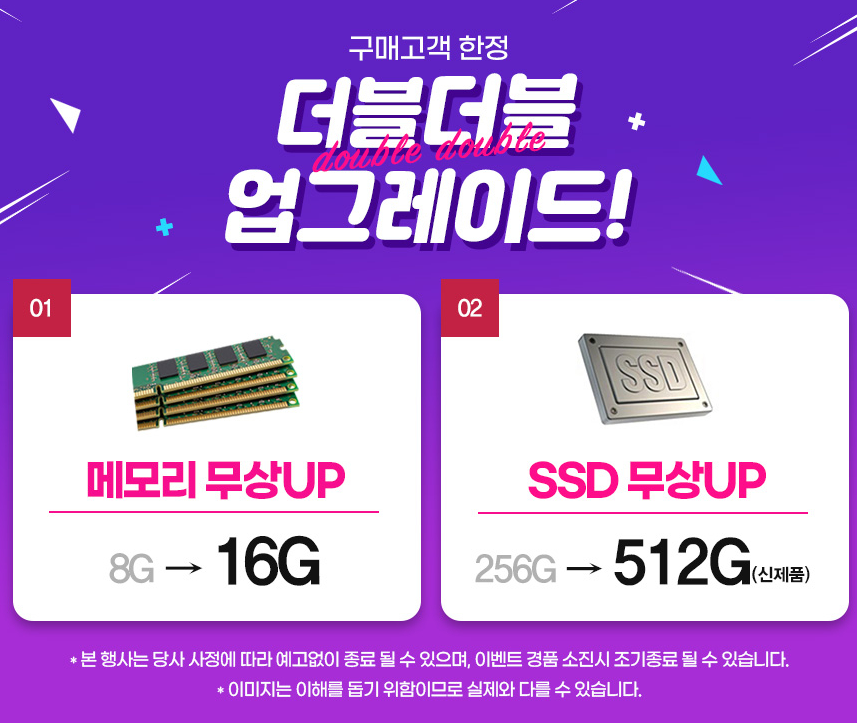 구매고객 한정
더블더블
double double
업그레이드!
01
메모리 무상UP
8G → 16G
02
SSD
SSD 무상UP
256G → 512G(신제품)
* 본 행사는 당사 사정에 따라 예고없이 종료 될 수 있으며, 이벤트 경품 소진시 조기종료 될 수 있습니다.
* 이미지는 이해를 돕기 위함이므로 실제와 다를 수 있습니다.